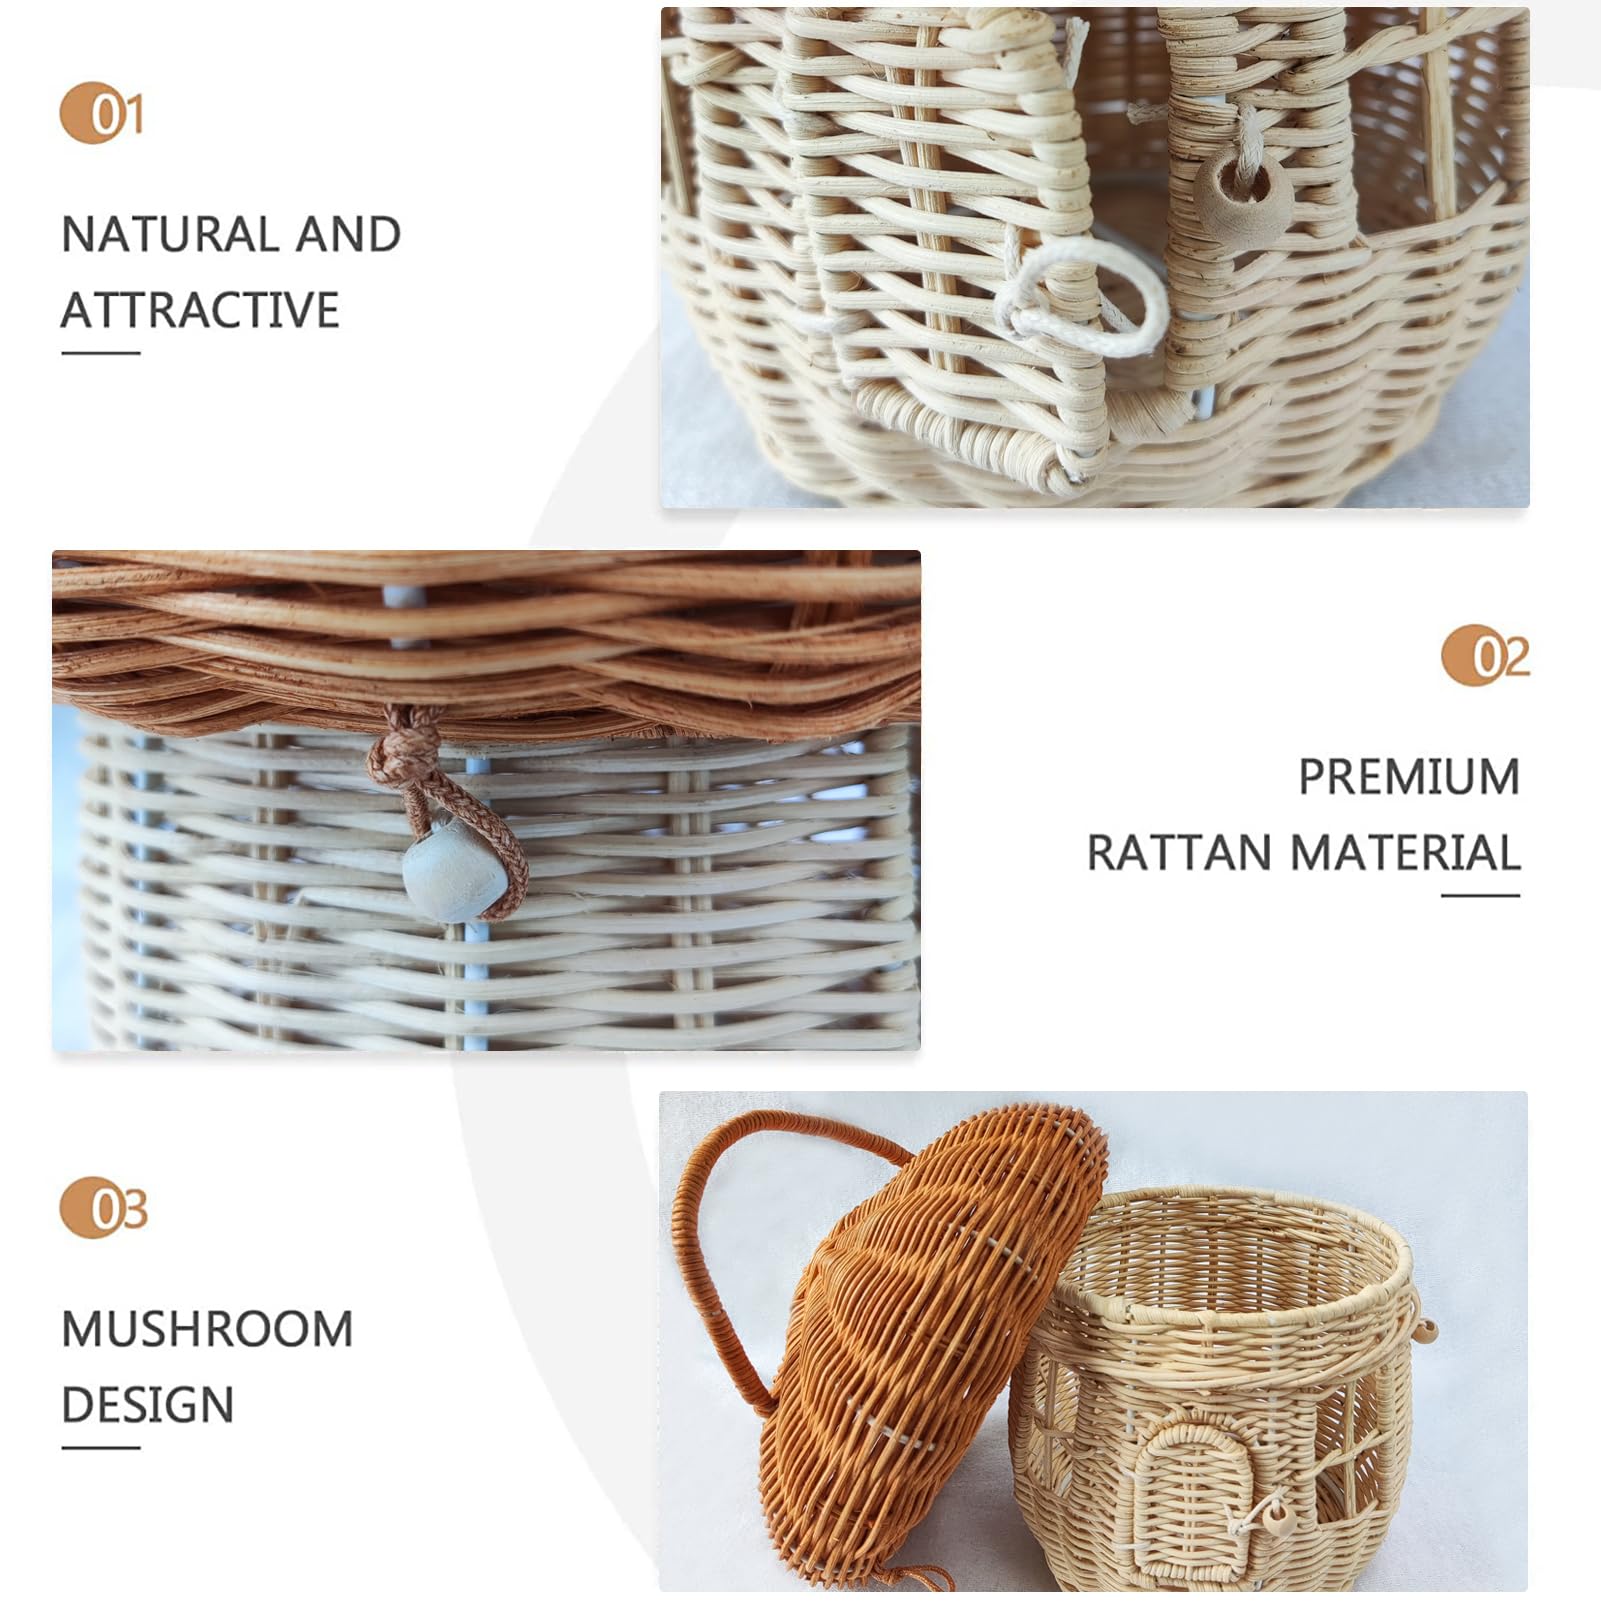 01
NATURAL AND
ATTRACTIVE
02
PREMIUM
RATTAN MATERIAL
03
MUSHROOM
DESIGN